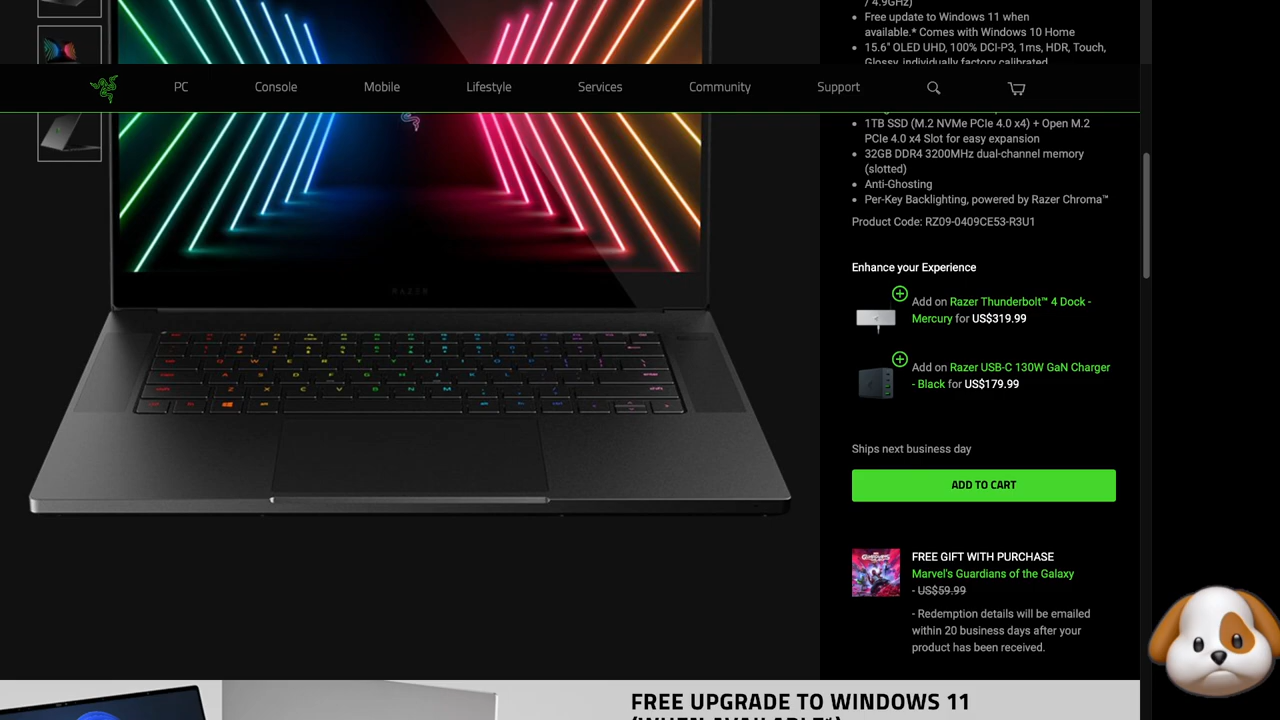 / 4.9GHz)
Free update to Windows 11 when
available.* Comes with Windows 10 Home
15.6" OLED UHD, 100% DCI-P3, 1ms, HDR, Touch,
Glossy, individually factory calibrated
PC Console Mobile Lifestyle Services Community Support
1TB SSD (M.2 NVMe PCIe 4.0 x4) + Open M.2
PCIe 4.0 x4 Slot for easy expansion
32GB DDR4 3200MHz dual-channel memory
(slotted)
Anti-Ghosting
Per-Key Backlighting, powered by Razer Chroma™
Product Code: RZ09-0409CE53-R3U1
Enhance your Experience
Add on Razer Thunderbolt™ 4 Dock -
Mercury for US$319.99
Add on Razer USB-C 130W GaN Charger
- Black for US$179.99
Ships next business day
ADD TO CART
FREE GIFT WITH PURCHASE
Marvel's Guardians of the Galaxy
- US$59.99
- Redemption details will be emailed
within 20 business days after your
product has been received.
RAZER
FREE UPGRADE TO WINDOWS 11
(WHEN AVAILABLE*)